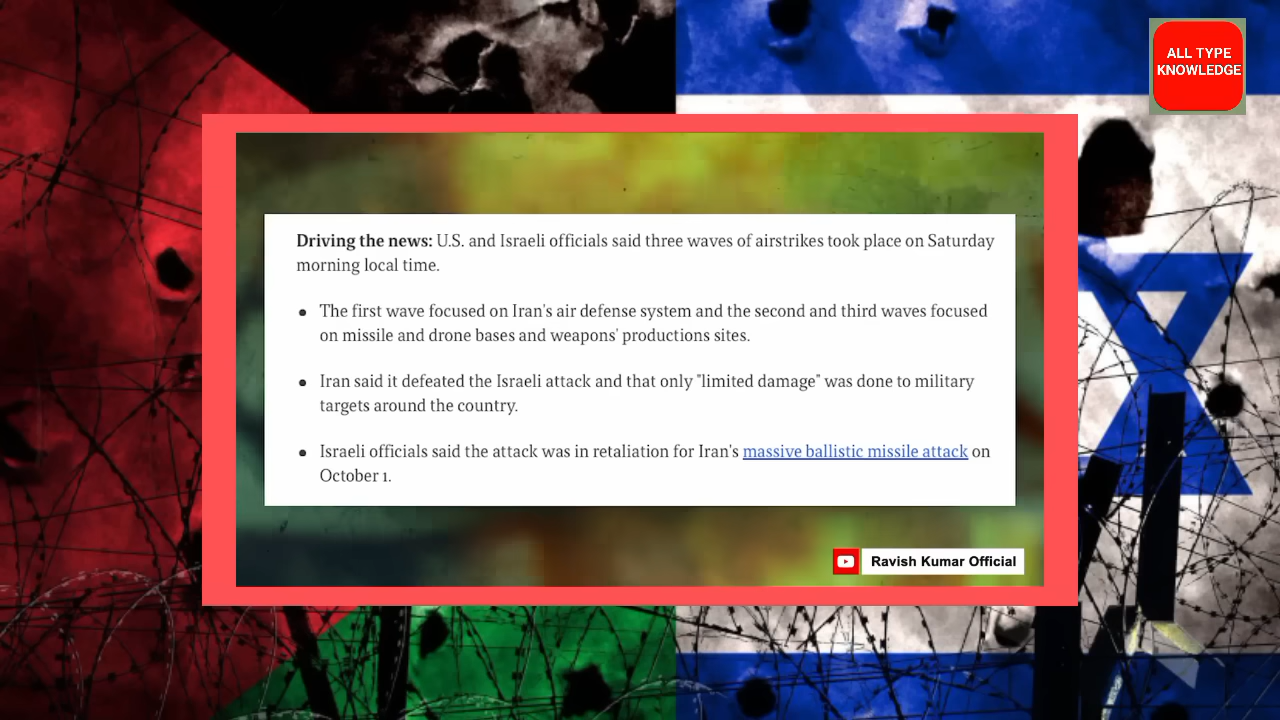 ALL TYPE
KNOWLEDGE
Driving the news: U.S. and Israeli officials said three waves of airstrikes took place on Saturday
morning local time.
• The first wave focused on Iran's air defense system and the second and third waves focused
on missile and drone bases and weapons' productions sites.
• Iran said it defeated the Israeli attack and that only "limited damage" was done to military
targets around the country.
• Israeli officials said the attack was in retaliation for Iran's massive ballistic missile attack on
October 1.
Ravish Kumar Official